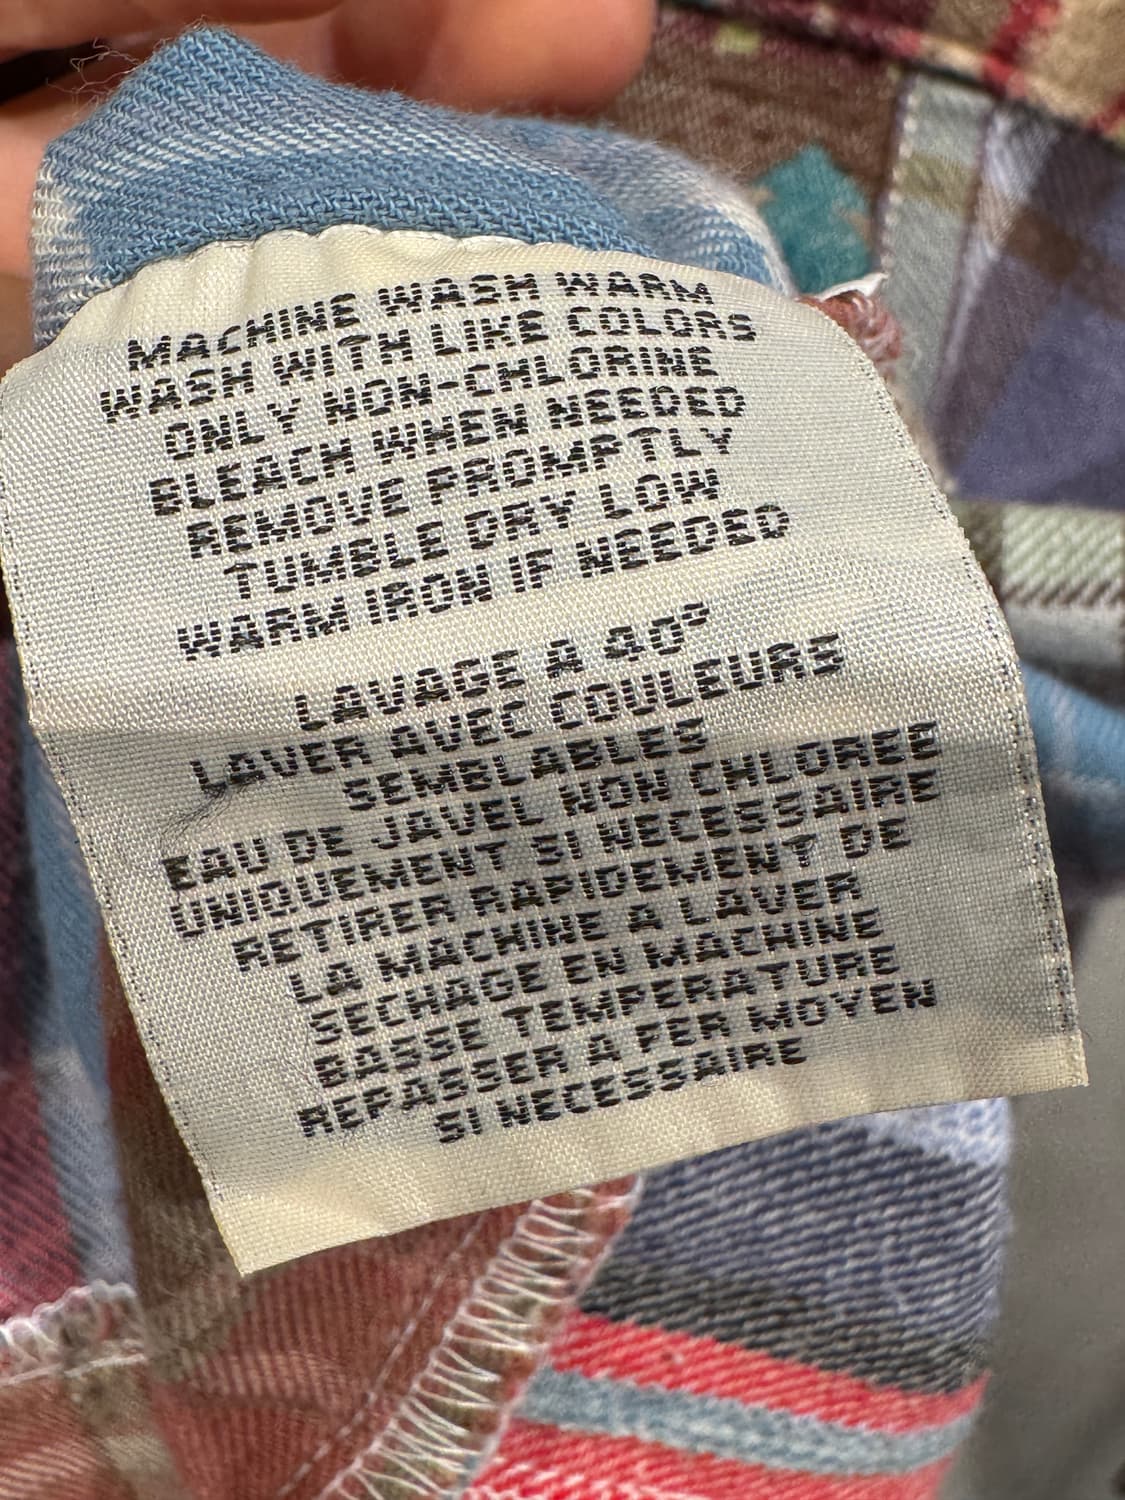 MACHINE WASH WARM
WASH WITH LIKE COLORS
ONLY NON-CHLORINE
BLEACH WHEN NEEDED
REMOVE PROMPTLY
TUMBLE DRY LOW
WARM IRON IF NEEDED
LAVAGE A 40°
LAVER AVEC COULEURS
SEMBLABLES
EAU DE JAVEL NON CHLOREE
UNIQUEMENT SI NECESSAIRE
RETIRER RAPIDEMENT DE
LA MACHINE A LAVER
SECHAGE EN MACHINE
BASSE TEMPERATURE
REPASSER A FER MOYEN
SI NECESSAIRE